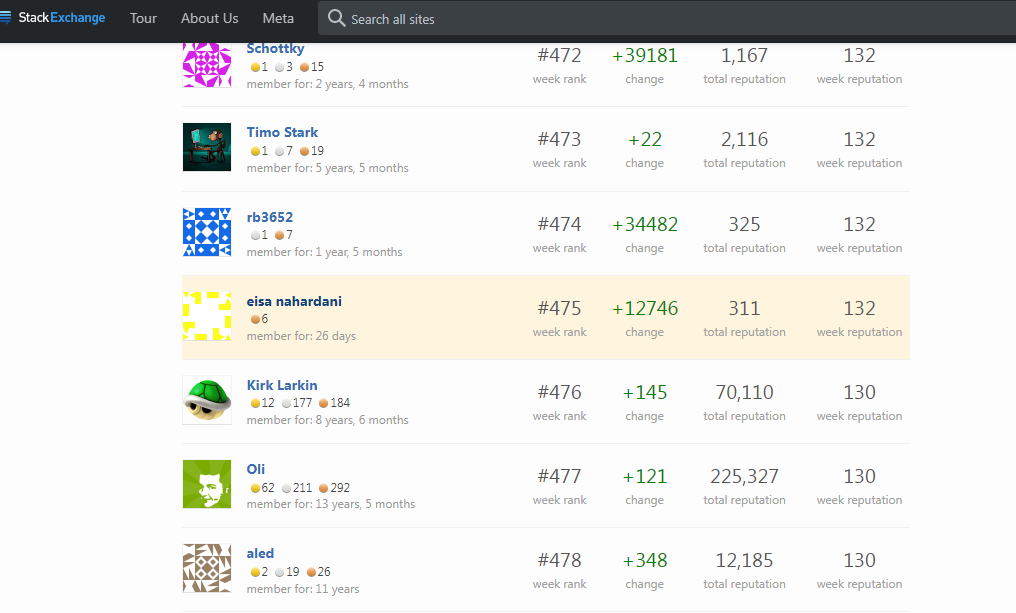 StackExchange Tour About Us Meta Search all sites
Schottky #472 +39181 1,167 132
1 3 15
week rank change total reputation week reputation
member for: 2 years, 4 months
Timo Stark #473 +22 2,116 132
1 7 19
week rank change total reputation week reputation
member for: 5 years, 5 months
rb3652 #474 +34482 325 132
1 7
week rank change total reputation week reputation
member for: 1 year, 5 months
eisa nahardani #475 +12746 311 132
6
week rank change total reputation week reputation
member for: 26 days
Kirk Larkin #476 +145 70,110 130
12 177 184
week rank change total reputation week reputation
member for: 8 years, 6 months
Oli #477 +121 225,327 130
62 211 292
week rank change total reputation week reputation
member for: 13 years, 5 months
aled #478 +348 12,185 130
2 19 26
week rank change total reputation week reputation
member for: 11 years